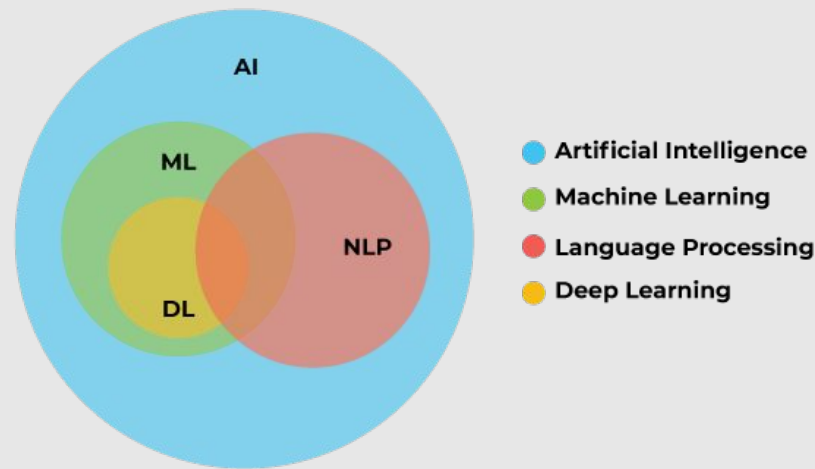 AI
ML
NLP
DL
Artificial Intelligence
Machine Learning
Language Processing
Deep Learning